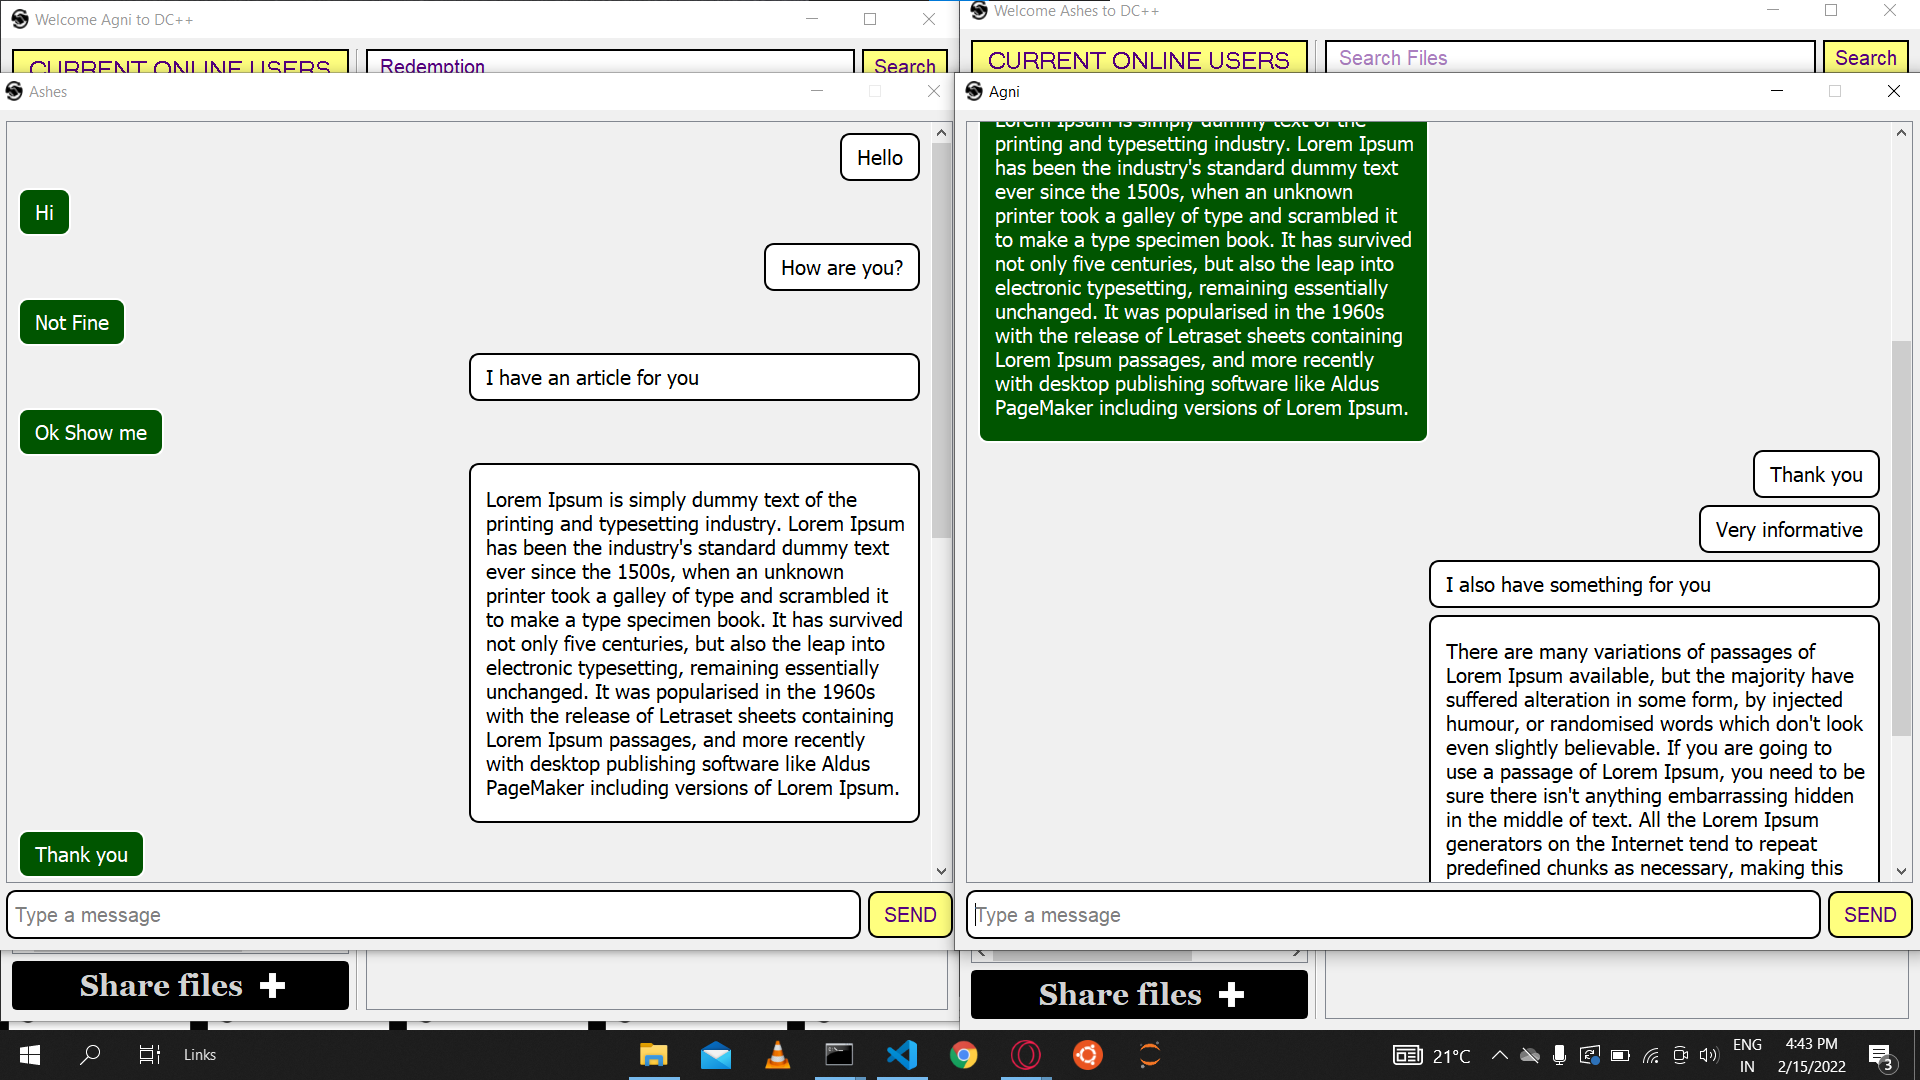 Welcome Agni to DC++
CURRENT ONLINE USERS
Redemption
Search
Ashes
Hello
Hi
How are you?
Not Fine
I have an article for you
Ok Show me
Lorem Ipsum is simply dummy text of the
printing and typesetting industry. Lorem Ipsum
has been the industry's standard dummy text
ever since the 1500s, when an unknown
printer took a galley of type and scrambled it
to make a type specimen book. It has survived
not only five centuries, but also the leap into
electronic typesetting, remaining essentially
unchanged. It was popularised in the 1960s
with the release of Letraset sheets containing
Lorem Ipsum passages, and more recently
with desktop publishing software like Aldus
PageMaker including versions of Lorem Ipsum.
Thank you
Type a message
SEND
Share files
Welcome Ashes to DC++
CURRENT ONLINE USERS
Search Files
Search
Agni
Lorem Ipsum is simply dummy text of the
printing and typesetting industry. Lorem Ipsum
has been the industry's standard dummy text
ever since the 1500s, when an unknown
printer took a galley of type and scrambled it
to make a type specimen book. It has survived
not only five centuries, but also the leap into
electronic typesetting, remaining essentially
unchanged. It was popularised in the 1960s
with the release of Letraset sheets containing
Lorem Ipsum passages, and more recently
with desktop publishing software like Aldus
PageMaker including versions of Lorem Ipsum.
Thank you
Very informative
I also have something for you
There are many variations of passages of
Lorem Ipsum available, but the majority have
suffered alteration in some form, by injected
humour, or randomised words which don't look
even slightly believable. If you are going to
use a passage of Lorem Ipsum, you need to be
sure there isn't anything embarrassing hidden
in the middle of text. All the Lorem Ipsum
generators on the Internet tend to repeat
predefined chunks as necessary, making this
Type a message
SEND
Share files
Links
21°C
ENG
IN
4:43 PM
2/15/2022
3